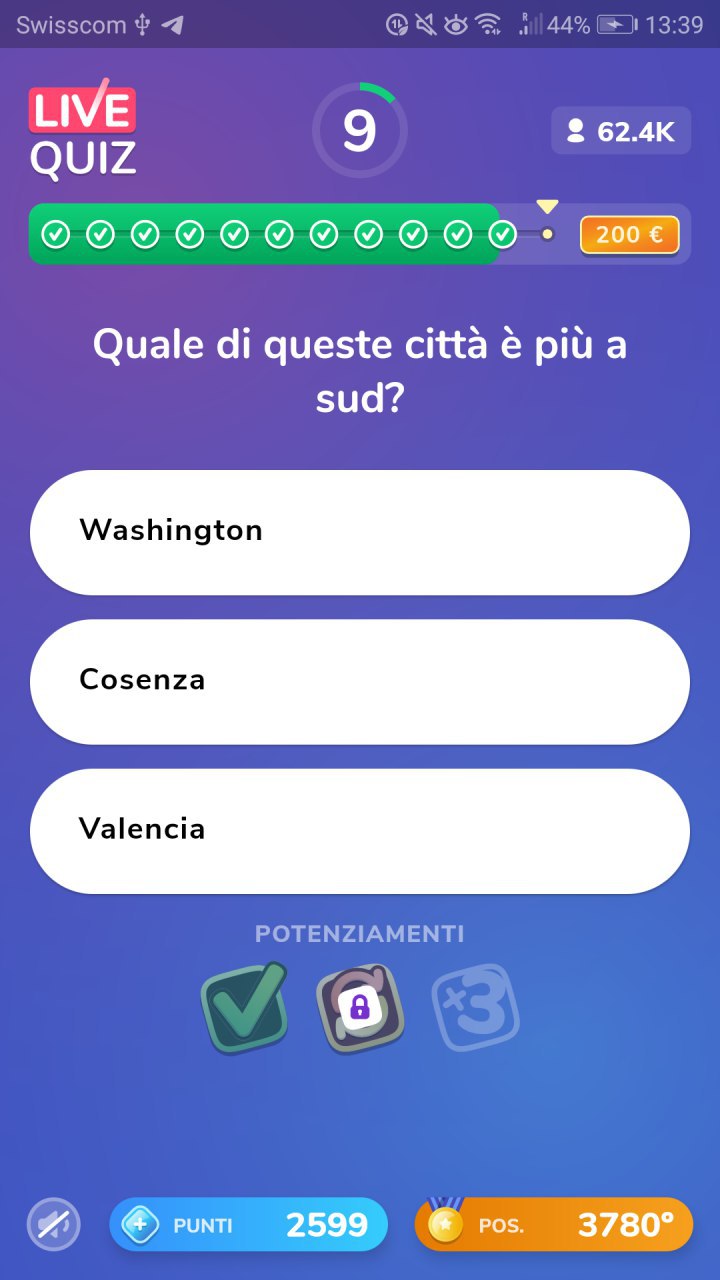 Swisscom 44% 13:39
LIVE
QUIZ
9
62.4K
200 €
Quale di queste città è più a
sud?
Washington
Cosenza
Valencia
POTENZIAMENTI
×3
PUNTI 2599
POS. 3780º